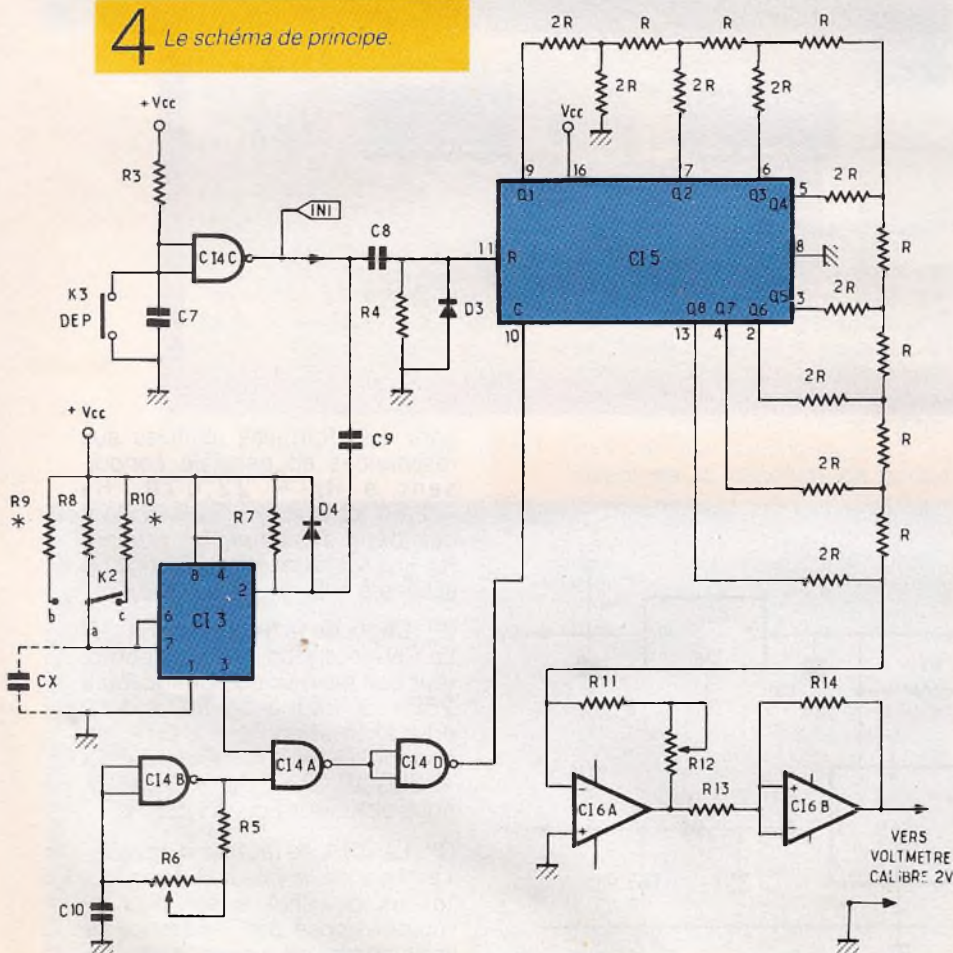 4 Le schéma de principe.
2R R R R
+Vcc
2R 2R 2R
R3
Vcc
9 16 7 6
Q1 Q2 Q3
5 2R
Q4
INI
C8
11 R
CI 5
8
R
CI4C
K3
DEP
C7
R4
D3
Q5 3 2R
C
10
Q8 Q7 Q6
13 4 2
R
2R
+Vcc
C9
R
2R
R9
*
R8
R10
*
R7
D4
R
2R
K2
b a c
8 4
2
6
CI 3
7
1 3
CX
R11
R14
R12
CI4B
CI4A
CI4D
R13
-
CI6A
+
+
CI6B
-
R5
R6
C10
VERS
VOLTMETRE
CALIBRE 2V